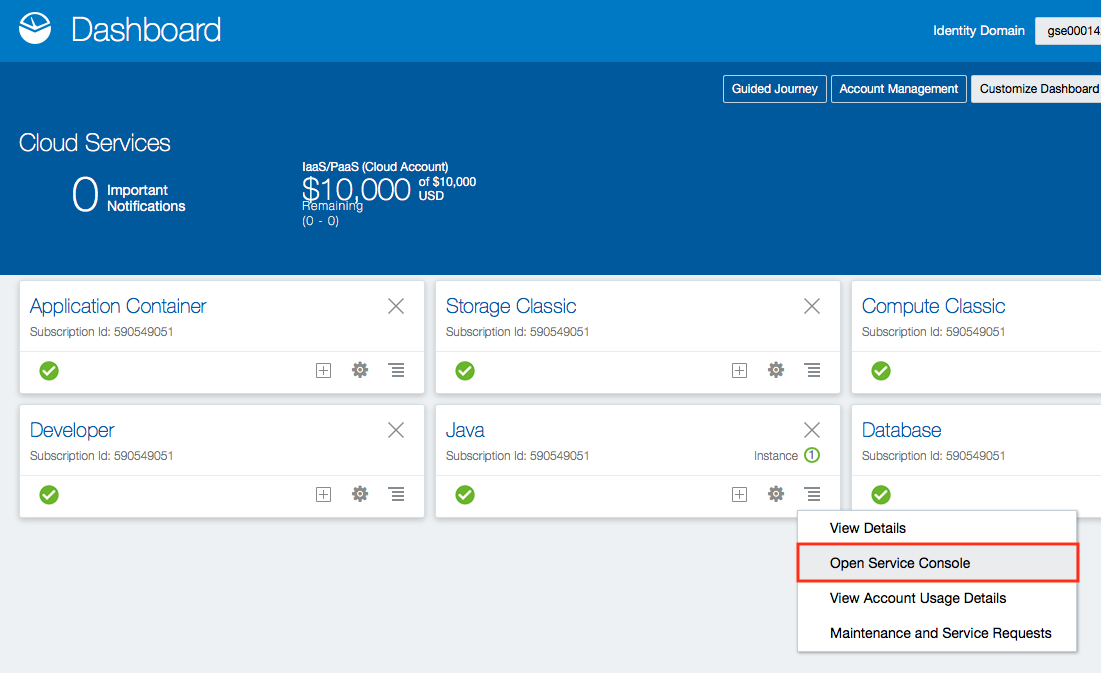 Dashboard
Identity Domain
gse00014
Guided Journey
Account Management
Customize Dashboard
Cloud Services
0
Important
Notifications
IaaS/PaaS (Cloud Account)
$10,000 of $10,000
USD
Remaining
(0 - 0)
Application Container
Subscription Id: 590549051
Storage Classic
Subscription Id: 590549051
Compute Classic
Subscription Id: 590549051
Developer
Subscription Id: 590549051
Java
Subscription Id: 590549051
Instance 1
Database
Subscription Id: 590549051
View Details
Open Service Console
View Account Usage Details
Maintenance and Service Requests